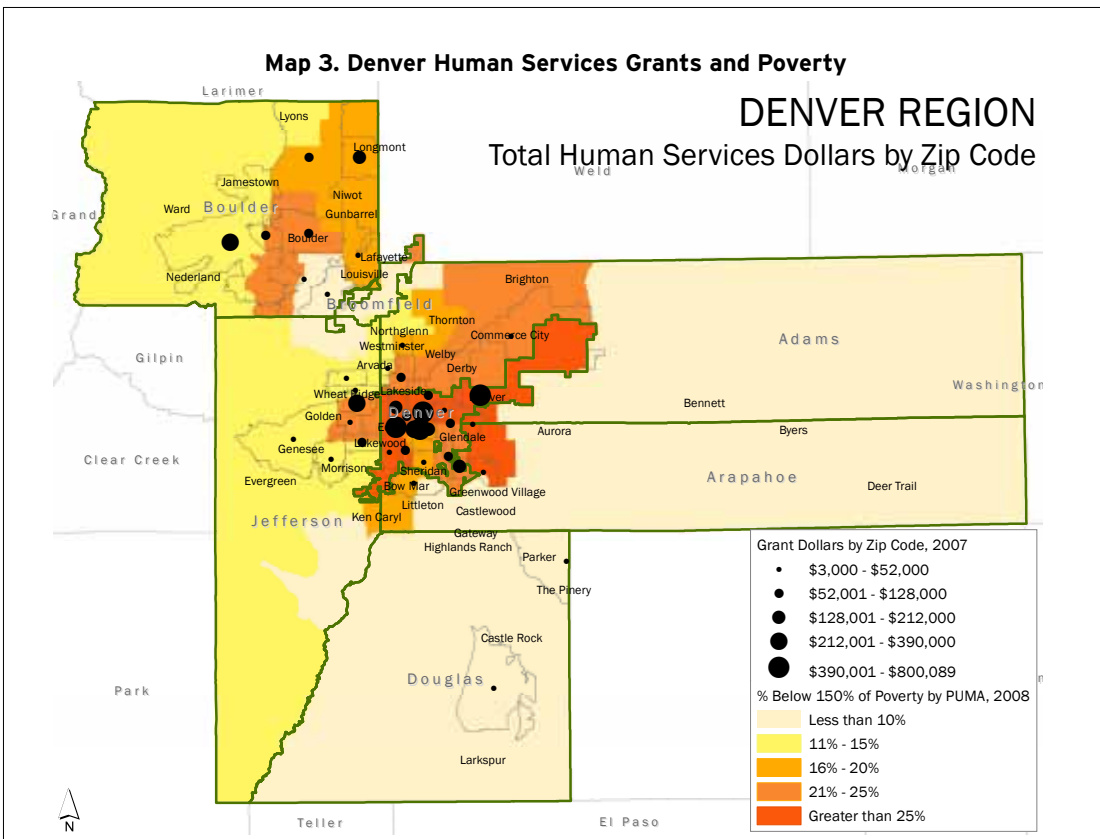 Map 3. Denver Human Services Grants and Poverty
DENVER REGION
Total Human Services Dollars by Zip Code
Larimer
Lyons
Longmont
Weld
Morgan
Jamestown
Niwot
Grand
Ward
Boulder
Gunbarrel
Boulder
Lafayette
Nederland
Louisville
Brighton
Broomfield
Thornton
Northglenn
Commerce City
Adams
Westminster
Welby
Gilpin
Arvada
Derby
Washington
Wheat Ridge
Lakeside
Bennett
Golden
Denver
Glendale
Aurora
Byers
Genesee
Lakewood
Clear Creek
Morrison
Sheridan
Arapahoe
Evergreen
Bow Mar
Greenwood Village
Deer Trail
Littleton
Castlewood
Jefferson
Ken Caryl
Gateway
Highlands Ranch
Parker
The Pinery
Castle Rock
Park
Douglas
Larkspur
Teller
El Paso
N
Grant Dollars by Zip Code, 2007
$3,000 - $52,000
$52,001 - $128,000
$128,001 - $212,000
$212,001 - $390,000
$390,001 - $800,089
% Below 150% of Poverty by PUMA, 2008
Less than 10%
11% - 15%
16% - 20%
21% - 25%
Greater than 25%